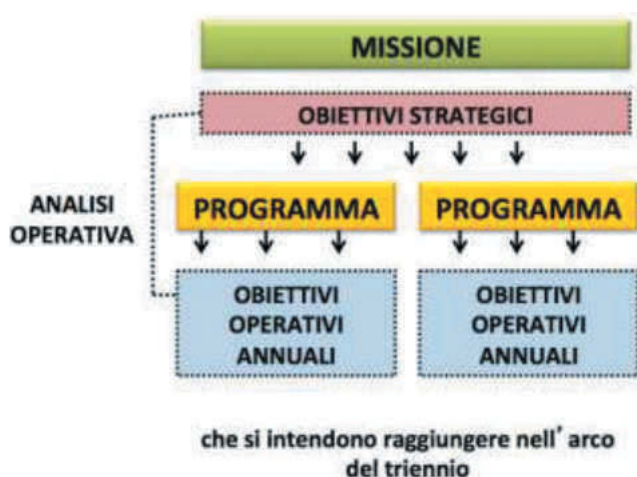 MISSIONE
OBIETTIVI STRATEGICI
ANALISI
OPERATIVA
PROGRAMMA
PROGRAMMA
OBIETTIVI
OPERATIVI
ANNUALI
OBIETTIVI
OPERATIVI
ANNUALI
che si intendono raggiungere nell' arco
del triennio